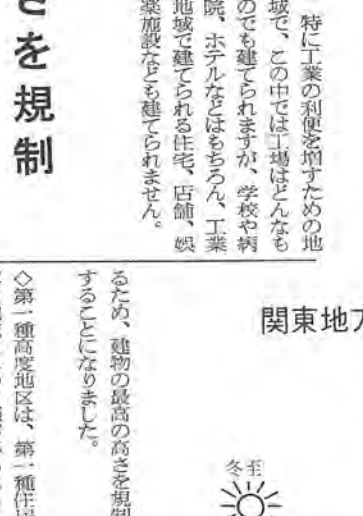 特に工業の利便を増すための地
域で、この中では工場はどんなも
のでも建てられますが、学校や病
院、ホテルなどはもちろん、工業
地域で建てられる住宅、店舗、娯
楽施設なども建てられません。
さを規制
関東地方
冬至
るため、建物の最高の高さを規制
することになりました。
◇第一種高度地区は、第一種住居